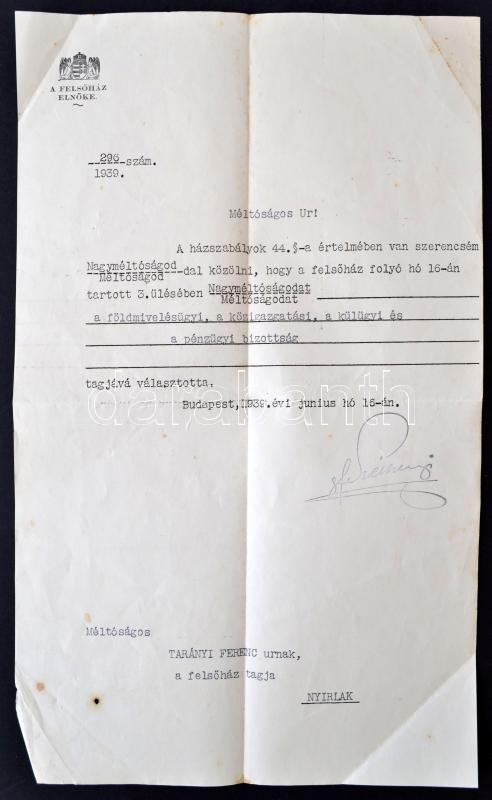 A FELSŐHÁZ
ELNÖKE.
296 szám.
1939.
Méltóságos Ur!
A házszabályok 44.§-a értelmében van szerencsém
Nagyméltóságod
Méltóságod dal közölni, hogy a felsőház folyó hó 16-án
tartott 3.ülésében Nagyméltóságodat
Méltóságodat
a földmivelésügyi, a közigazgatási, a külügyi és
a pénzügyi bizottság
tagjává választotta.
Budapest,1939.évi junius hó 16-án.
darabanth
Méltóságos
TARÁNYI FERENC urnak,
a felsőház tagja
NYIRLAK